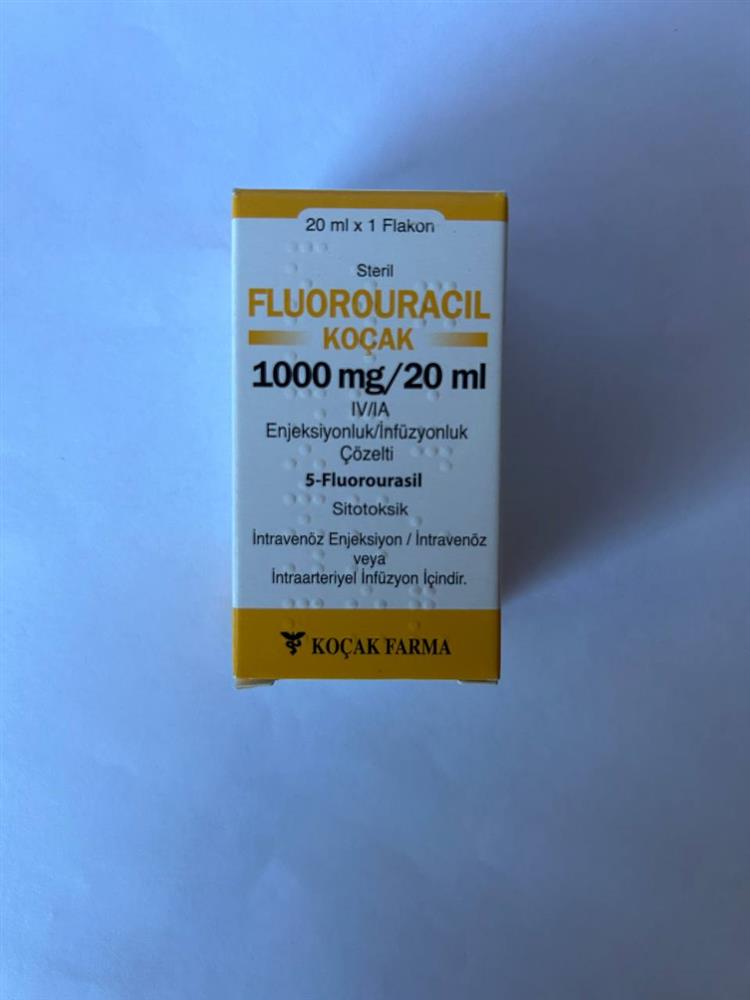 20 ml x 1 Flakon
Steril
FLUOROURACIL
KOÇAK
1000 mg/20 ml
IV/IA
Enjeksiyonluk/İnfüzyonluk
Çözelti
5-Fluorourasil
Sitotoksik
İntravenöz Enjeksiyon / İntravenöz
veya
İntraarteriyel İnfüzyon İçindir.
KOÇAK FARMA